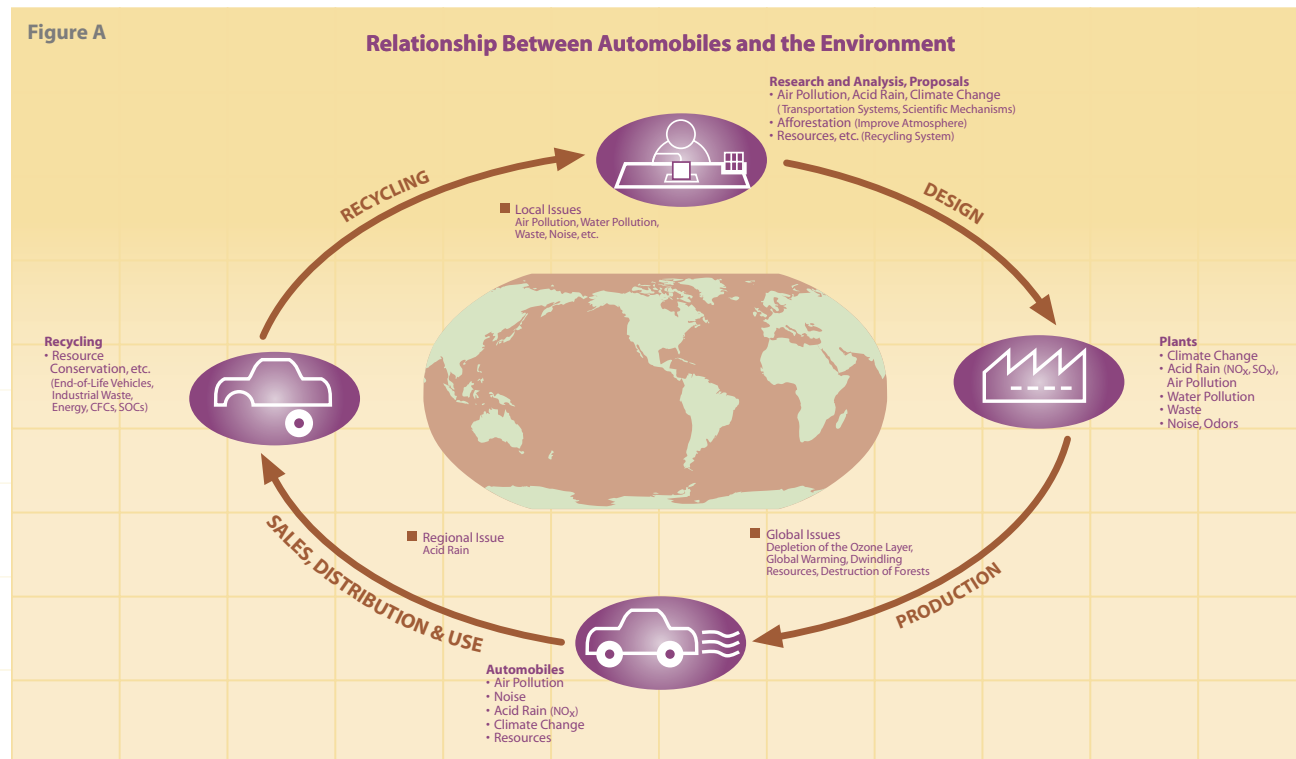 Figure A
Relationship Between Automobiles and the Environment
Research and Analysis, Proposals
• Air Pollution, Acid Rain, Climate Change
(Transportation Systems, Scientific Mechanisms)
• Afforestation (Improve Atmosphere)
• Resources, etc. (Recycling System)
RECYCLING
DESIGN
Local Issues
Air Pollution, Water Pollution,
Waste, Noise, etc.
Recycling
• Resource
Conservation, etc.
(End-of-Life Vehicles,
Industrial Waste,
Energy, CFCs, SOCs)
Plants
• Climate Change
• Acid Rain (NOX, SOX),
Air Pollution
• Water Pollution
• Waste
• Noise, Odors
Regional Issue
Acid Rain
Global Issues
Depletion of the Ozone Layer,
Global Warming, Dwindling
Resources, Destruction of Forests
SALES, DISTRIBUTION & USE
PRODUCTION
Automobiles
• Air Pollution
• Noise
• Acid Rain (NOX)
• Climate Change
• Resources